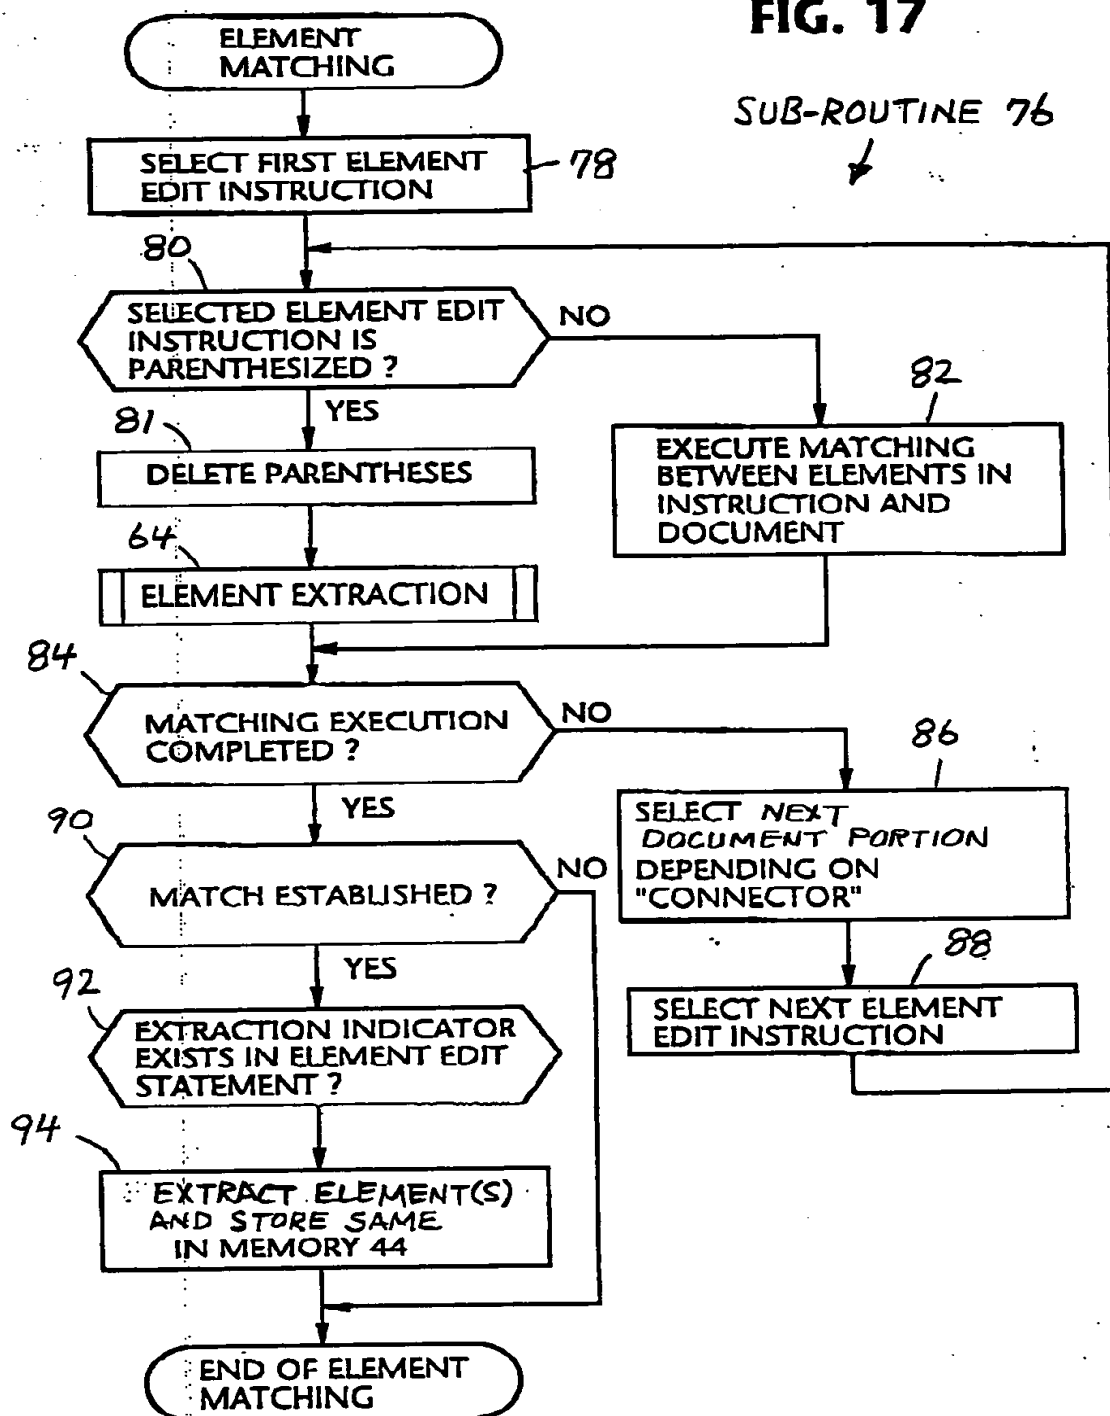 FIG. 17
ELEMENT
MATCHING
SUB-ROUTINE 76
SELECT FIRST ELEMENT
EDIT INSTRUCTION
78
80
SELECTED ELEMENT EDIT
INSTRUCTION IS
PARENTHESIZED ?
NO
YES
82
EXECUTE MATCHING
BETWEEN ELEMENTS IN
INSTRUCTION AND
DOCUMENT
81
DELETE PARENTHESES
64
ELEMENT EXTRACTION
84
MATCHING EXECUTION
COMPLETED ?
NO
YES
86
SELECT NEXT
DOCUMENT PORTION
DEPENDING ON
"CONNECTOR"
88
SELECT NEXT ELEMENT
EDIT INSTRUCTION
90
MATCH ESTABLISHED ?
NO
YES
92
EXTRACTION INDICATOR
EXISTS IN ELEMENT EDIT
STATEMENT ?
94
EXTRACT ELEMENT(S)
AND STORE SAME
IN MEMORY 44
END OF ELEMENT
MATCHING